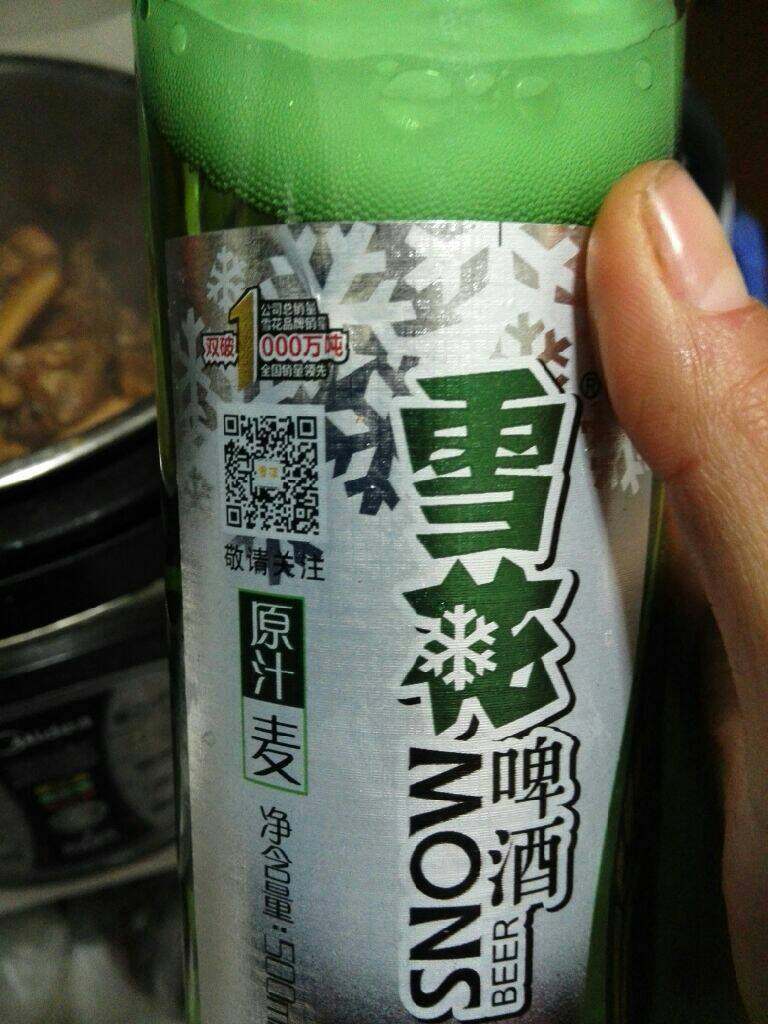 公司总销量
雪花品牌销量
双破1000万吨
全国销量领先
敬请关注
原汁麦
净含量:500m
雪花
®
啤酒
SNOW
BEER
Midea